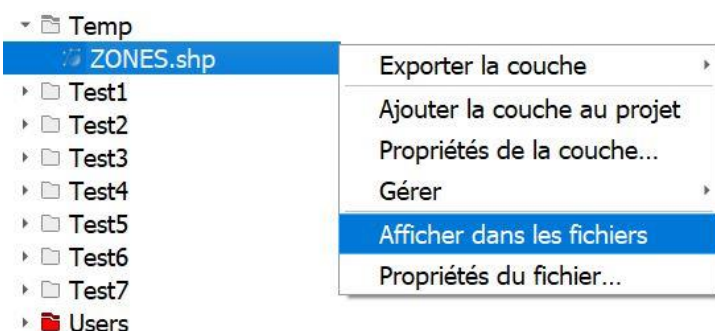 Temp
ZONES.shp
Test1
Test2
Test3
Test4
Test5
Test6
Test7
Users
Exporter la couche
Ajouter la couche au projet
Propriétés de la couche...
Gérer
Afficher dans les fichiers
Propriétés du fichier...